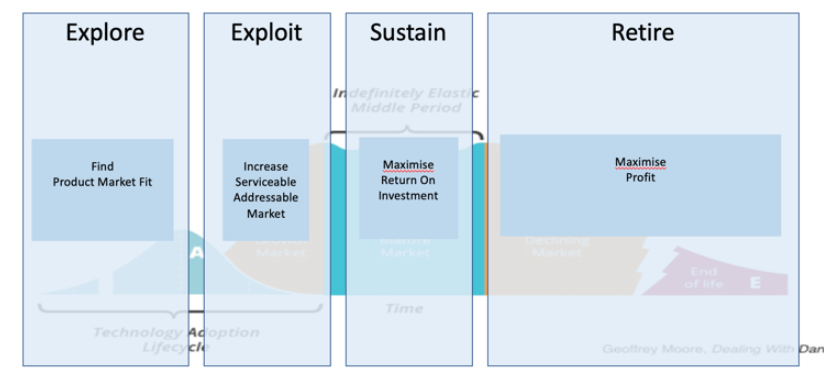 Explore
Exploit
Sustain
Retire
Indefinitely Elastic
Middle Period
Find
Product Market Fit
Increase
Serviceable
Addressable
Market
Maximise
Return On
Investment
Maximise
Profit
A
Market
Mature
Market
Declining
Market
End
of life
E
Time
Technology Adoption
Lifecycle
Geoffrey Moore, Dealing With Dar